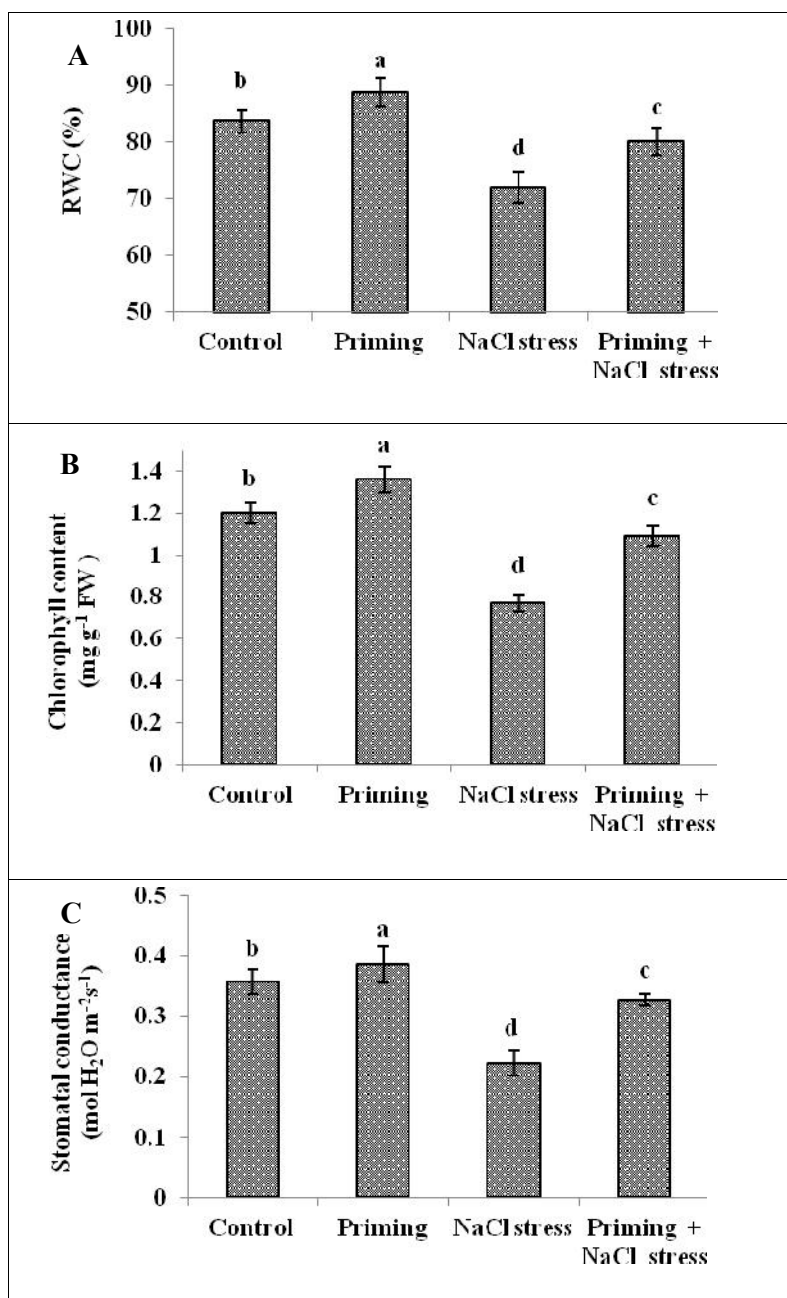 A
RWC (%)
100
90
80
70
60
50
b
a
d
c
Control
Priming
NaCl stress
Priming +
NaCl stress
B
Chlorophyll content
(mg g⁻¹ FW )
1.4
1.2
1
0.8
0.6
0.4
0.2
0
b
a
d
c
Control
Priming
NaCl stress
Priming +
NaCl stress
C
Stomatal conductance
(mol H₂O m⁻²s⁻¹)
0.5
0.4
0.3
0.2
0.1
0
b
a
d
c
Control
Priming
NaCl stress
Priming +
NaCl stress